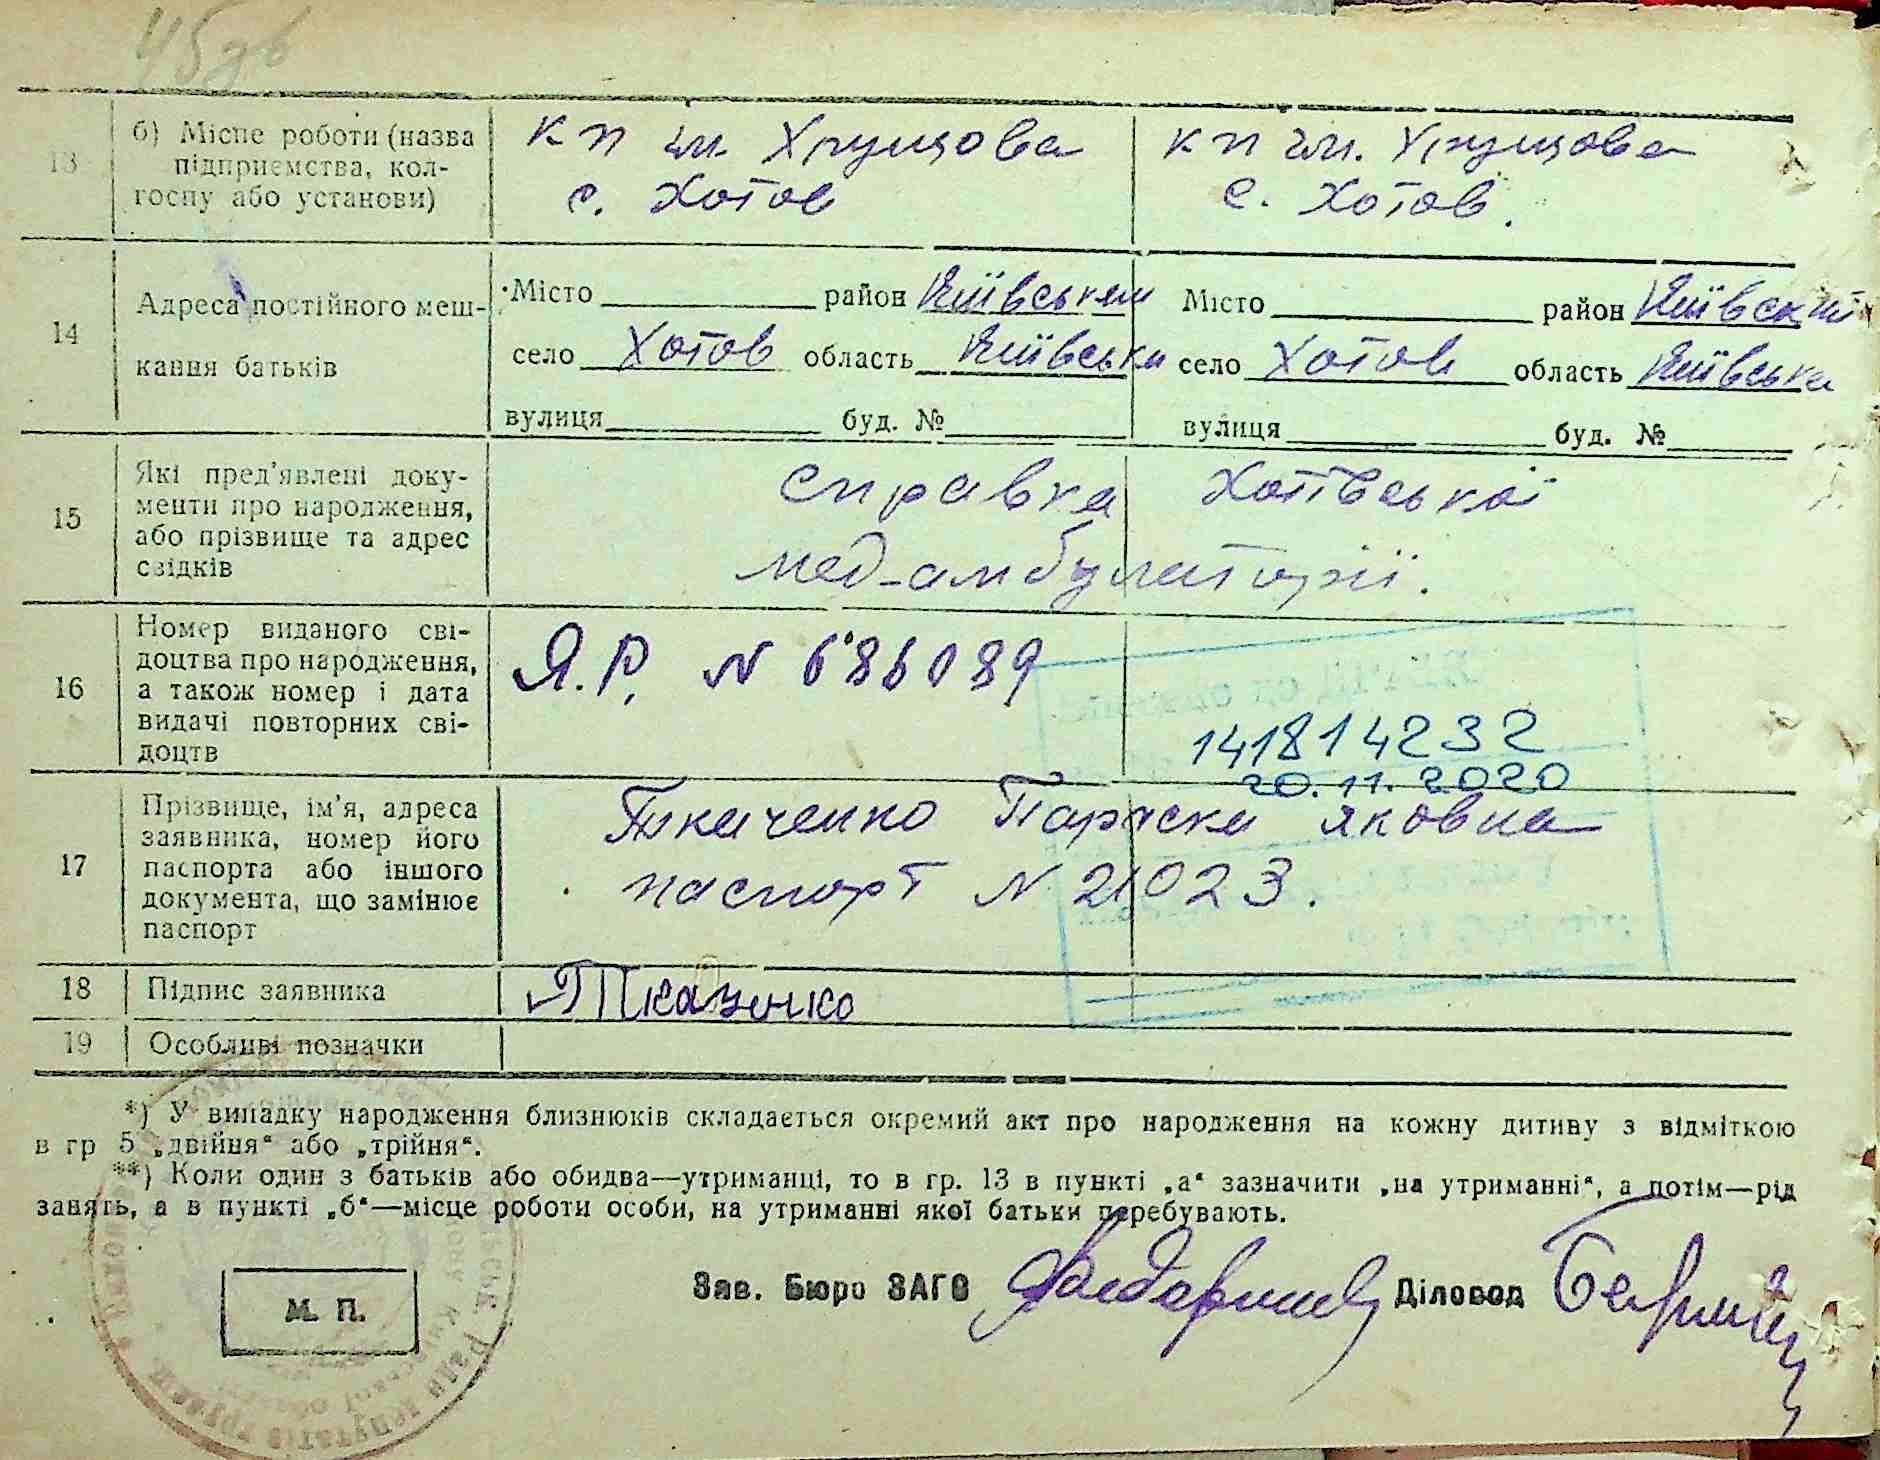 13 б) Місце роботи (назва підприємства, колгоспу або установи)
к п ім. Хрущова
с. Хотов
к п ім. Хрущова
с. Хотов.
14 Адреса постійного мешкання батьків
Місто район Київський
село Хотов область Київська
вулиця буд. №
Місто район Київський
село Хотов область Київська
вулиця буд. №
15 Які пред'явлені документи про народження, або прізвище та адрес свідків
справка Хотівської
мед-амбулаторії.
16 Номер виданого свідоцтва про народження, а також номер і дата видачі повторних свідоцтв
Я.Р. N 686089
141814232
20.11.2020
17 Прізвище, ім'я, адреса заявника, номер його паспорта або іншого документа, що замінює паспорт
Ткаченко Параска Яковна
паспорт N 21023.
18 Підпис заявника
Ткаченко
19 Особливі позначки
*) У випадку народження близнюків складається окремий акт про народження на кожну дитину з відміткою
в гр 5 „двійня“ або „трійня“.
**) Коли один з батьків або обидва—утриманці, то в гр. 13 в пункті „а“ зазначити „на утриманні“, а потім—рід
занять, а в пункті „б“—місце роботи особи, на утриманні якої батьки перебувають.
Зав. Бюро ЗАГС Діловод
М. П.